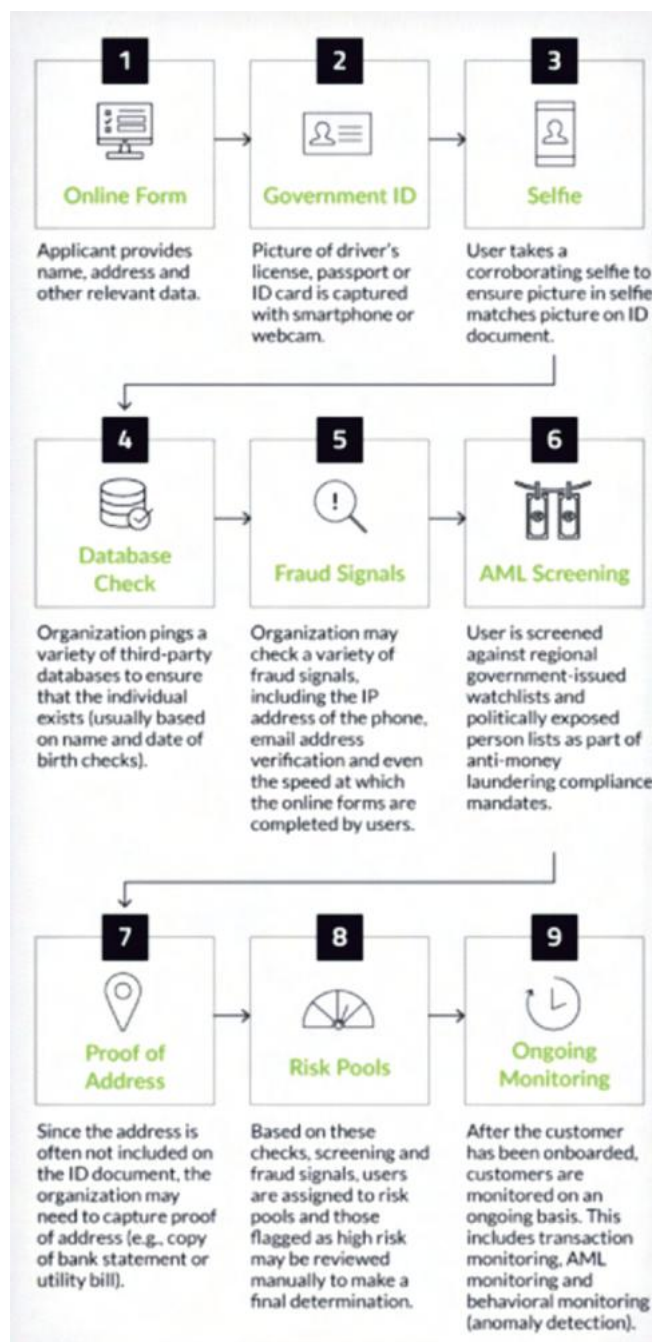 1
Online Form
Applicant provides
name, address and
other relevant data.
2
Government ID
Picture of driver's
license, passport or
ID card is captured
with smartphone or
webcam.
3
Selfie
User takes a
corroborating selfie to
ensure picture in selfie
matches picture on ID
document.
4
Database
Check
Organization pings a
variety of third-party
databases to ensure
that the individual
exists (usually based
on name and date of
birth checks).
5
Fraud Signals
Organization may
check a variety of
fraud signals,
including the IP
address of the phone,
email address
verification and even
the speed at which
the online forms are
completed by users.
6
AML Screening
User is screened
against regional
government-issued
watchlists and
politically exposed
person lists as part of
anti-money
laundering compliance
mandates.
7
Proof of
Address
Since the address is
often not included on
the ID document, the
organization may
need to capture proof
of address (e.g., copy
of bank statement or
utility bill).
8
Risk Pools
Based on these
checks, screening and
fraud signals, users
are assigned to risk
pools and those
flagged as high risk
may be reviewed
manually to make a
final determination.
9
Ongoing
Monitoring
After the customer
has been onboarded,
customers are
monitored on an
ongoing basis. This
includes transaction
monitoring, AML
monitoring and
behavioral monitoring
(anomaly detection).